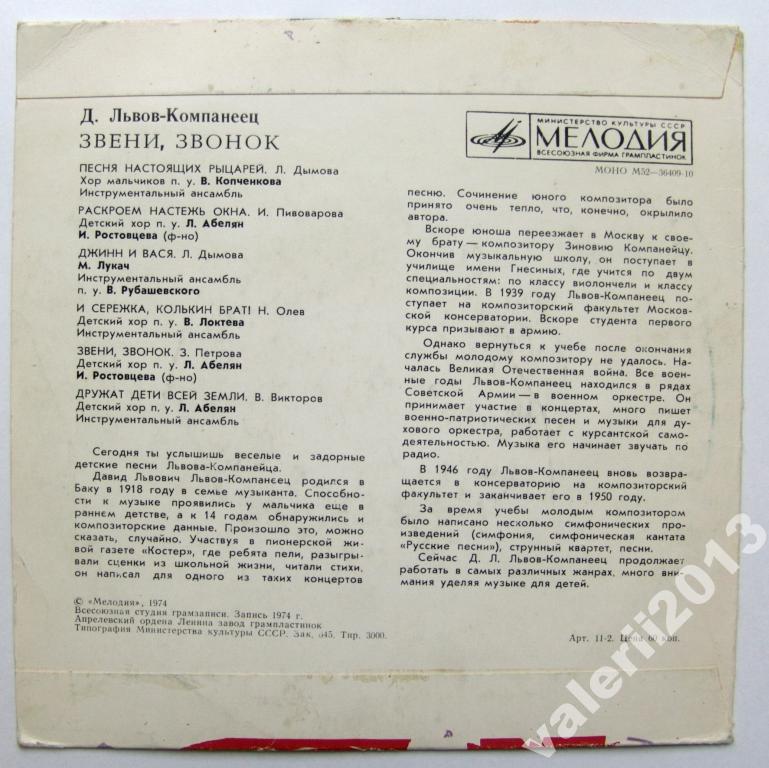 Д. Львов-Компанеец
ЗВЕНИ, ЗВОНОК
ПЕСНЯ НАСТОЯЩИХ РЫЦАРЕЙ. Л. Дымова
Хор мальчиков п. у. В. Копченкова
Инструментальный ансамбль
РАСКРОЕМ НАСТЕЖЬ ОКНА. И. Пивоварова
Детский хор п. у. Л. Абелян
И. Ростовцева (ф-но)
ДЖИНН И ВАСЯ. Л. Дымова
М. Лукач
Инструментальный ансамбль
п. у. В. Рубашевского
И СЕРЕЖКА, КОЛЬКИН БРАТ! Н. Олев
Детский хор п. у. В. Локтева
Инструментальный ансамбль
ЗВЕНИ, ЗВОНОК. З. Петрова
Детский хор п. у. Л. Абелян
И. Ростовцева (ф-но)
ДРУЖАТ ДЕТИ ВСЕЙ ЗЕМЛИ. В. Викторов
Детский хор п. у. Л. Абелян
Инструментальный ансамбль
Сегодня ты услышишь веселые и задорные
детские песни Львова-Компанейца.
Давид Львович Львов-Компанеец родился в
Баку в 1918 году в семье музыканта. Способно-
сти к музыке проявились у мальчика еще в
раннем детстве, а к 14 годам обнаружились и
композиторские данные. Произошло это, можно
сказать, случайно. Участвуя в пионерской жи-
вой газете «Костер», где ребята пели, разыгры-
вали сценки из школьной жизни, читали стихи,
он написал для одного из таких концертов
© «Мелодия», 1974
Всесоюзная студия грамзаписи. Запись 1974 г.
Апрелевский ордена Ленина завод грампластинок
Типография Министерства культуры СССР. Зак. 645. Тир. 3000.
МИНИСТЕРСТВО КУЛЬТУРЫ СССР
МЕЛОДИЯ
ВСЕСОЮЗНАЯ ФИРМА ГРАМПЛАСТИНОК
МОНО М52—36409-10
песню. Сочинение юного композитора было
принято очень тепло, что, конечно, окрылило
автора.
Вскоре юноша переезжает в Москву к свое-
му брату — композитору Зиновию Компанейцу.
Окончив музыкальную школу, он поступает в
училище имени Гнесиных, где учится по двум
специальностям: по классу виолончели и классу
композиции. В 1939 году Львов-Компанеец по-
ступает на композиторский факультет Москов-
ской консерватории. Вскоре студента первого
курса призывают в армию.
Однако вернуться к учебе после окончания
службы молодому композитору не удалось. На-
чалась Великая Отечественная война. Все воен-
ные годы Львов-Компанеец находился в рядах
Советской Армии — в военном оркестре. Он
принимает участие в концертах, много пишет
военно-патриотических песен и музыки для ду-
хового оркестра, работает с курсантской само-
деятельностью. Музыка его начинает звучать по
радио.
В 1946 году Львов-Компанеец вновь возвра-
щается в консерваторию на композиторский
факультет и заканчивает его в 1950 году.
За время учебы молодым композитором
было написано несколько симфонических про-
изведений (симфония, симфоническая кантата
«Русские песни»), струнный квартет, песни.
Сейчас Д. Л. Львов-Компанеец продолжает
работать в самых различных жанрах, много вни-
мания уделяя музыке для детей.
Арт. 11-2. Цена 60 коп.
valerii2013